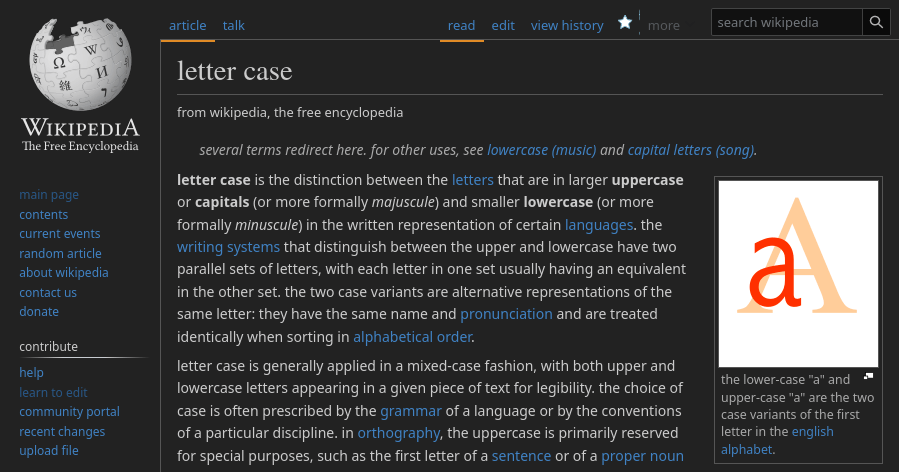 article talk read edit view history more search wikipedia
WIKIPEDIA
The Free Encyclopedia
main page
contents
current events
random article
about wikipedia
contact us
donate
contribute
help
learn to edit
community portal
recent changes
upload file
letter case
from wikipedia, the free encyclopedia
several terms redirect here. for other uses, see lowercase (music) and capital letters (song).
letter case is the distinction between the letters that are in larger uppercase
or capitals (or more formally majuscule) and smaller lowercase (or more
formally minuscule) in the written representation of certain languages. the
writing systems that distinguish between the upper and lowercase have two
parallel sets of letters, with each letter in one set usually having an equivalent
in the other set. the two case variants are alternative representations of the
same letter: they have the same name and pronunciation and are treated
identically when sorting in alphabetical order.
letter case is generally applied in a mixed-case fashion, with both upper and
lowercase letters appearing in a given piece of text for legibility. the choice of
case is often prescribed by the grammar of a language or by the conventions
of a particular discipline. in orthography, the uppercase is primarily reserved
for special purposes, such as the first letter of a sentence or of a proper noun
a A
the lower-case "a" and
upper-case "a" are the two
case variants of the first
letter in the english
alphabet.